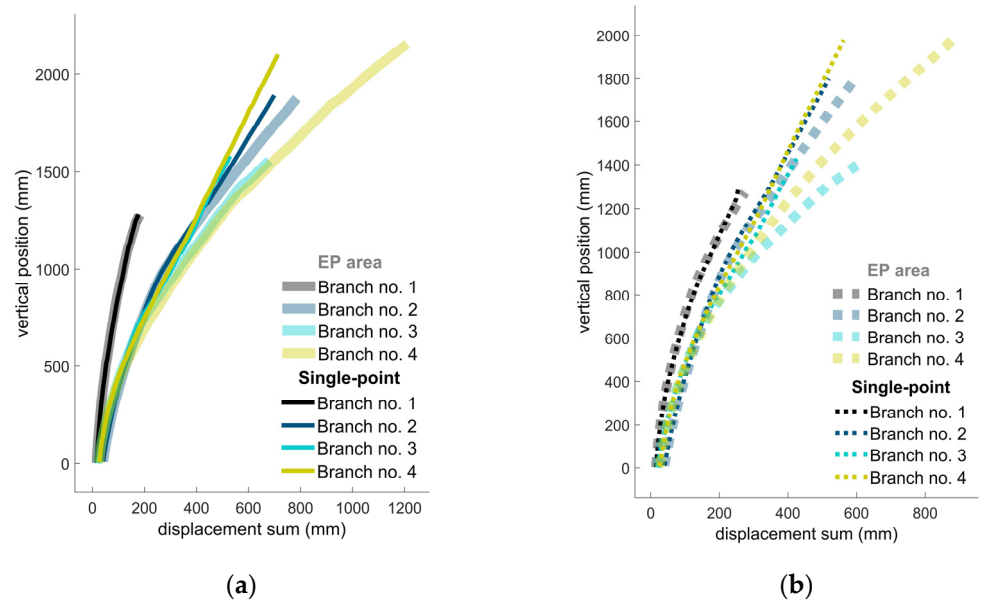 2000
1500
1000
500
0
vertical position (mm)
EP area
Branch no. 1
Branch no. 2
Branch no. 3
Branch no. 4
Single-point
Branch no. 1
Branch no. 2
Branch no. 3
Branch no. 4
0 200 400 600 800 1000 1200
displacement sum (mm)
(a)
2000
1800
1600
1400
1200
1000
800
600
400
200
0
vertical position (mm)
EP area
Branch no. 1
Branch no. 2
Branch no. 3
Branch no. 4
Single-point
Branch no. 1
Branch no. 2
Branch no. 3
Branch no. 4
0 200 400 600 800
displacement sum (mm)
(b)